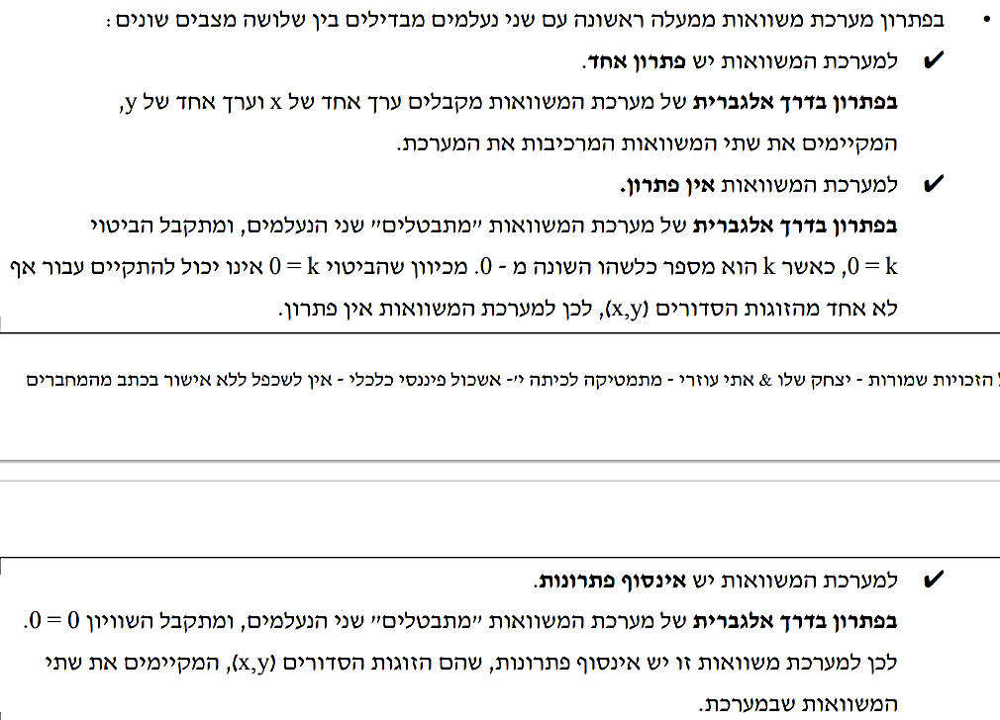 • בפתרון מערכת משוואות ממעלה ראשונה עם שני נעלמים מבדילים בין שלושה מצבים שונים:
✔ למערכת המשוואות יש פתרון אחד.
בפתרון בדרך אלגברית של מערכת המשוואות מקבלים ערך אחד של x וערך אחד של y,
המקיימים את שתי המשוואות המרכיבות את המערכת.
✔ למערכת המשוואות אין פתרון.
בפתרון בדרך אלגברית של מערכת המשוואות ״מתבטלים״ שני הנעלמים, ומתקבל הביטוי
0 = k, כאשר k הוא מספר כלשהו השונה מ - 0. מכיוון שהביטוי 0 = k אינו יכול להתקיים עבור אף
לא אחד מהזוגות הסדורים (x,y), לכן למערכת המשוואות אין פתרון.
הזכויות שמורות - יצחק שלו & אתי עוזרי - מתמטיקה לכיתה י׳- אשכול פיננסי כלכלי - אין לשכפל ללא אישור בכתב מהמחברים
✔ למערכת המשוואות יש אינסוף פתרונות.
בפתרון בדרך אלגברית של מערכת המשוואות ״מתבטלים״ שני הנעלמים, ומתקבל השוויון 0 = 0.
לכן למערכת משוואות זו יש אינסוף פתרונות, שהם הזוגות הסדורים (x,y), המקיימים את שתי
המשוואות שבמערכת.